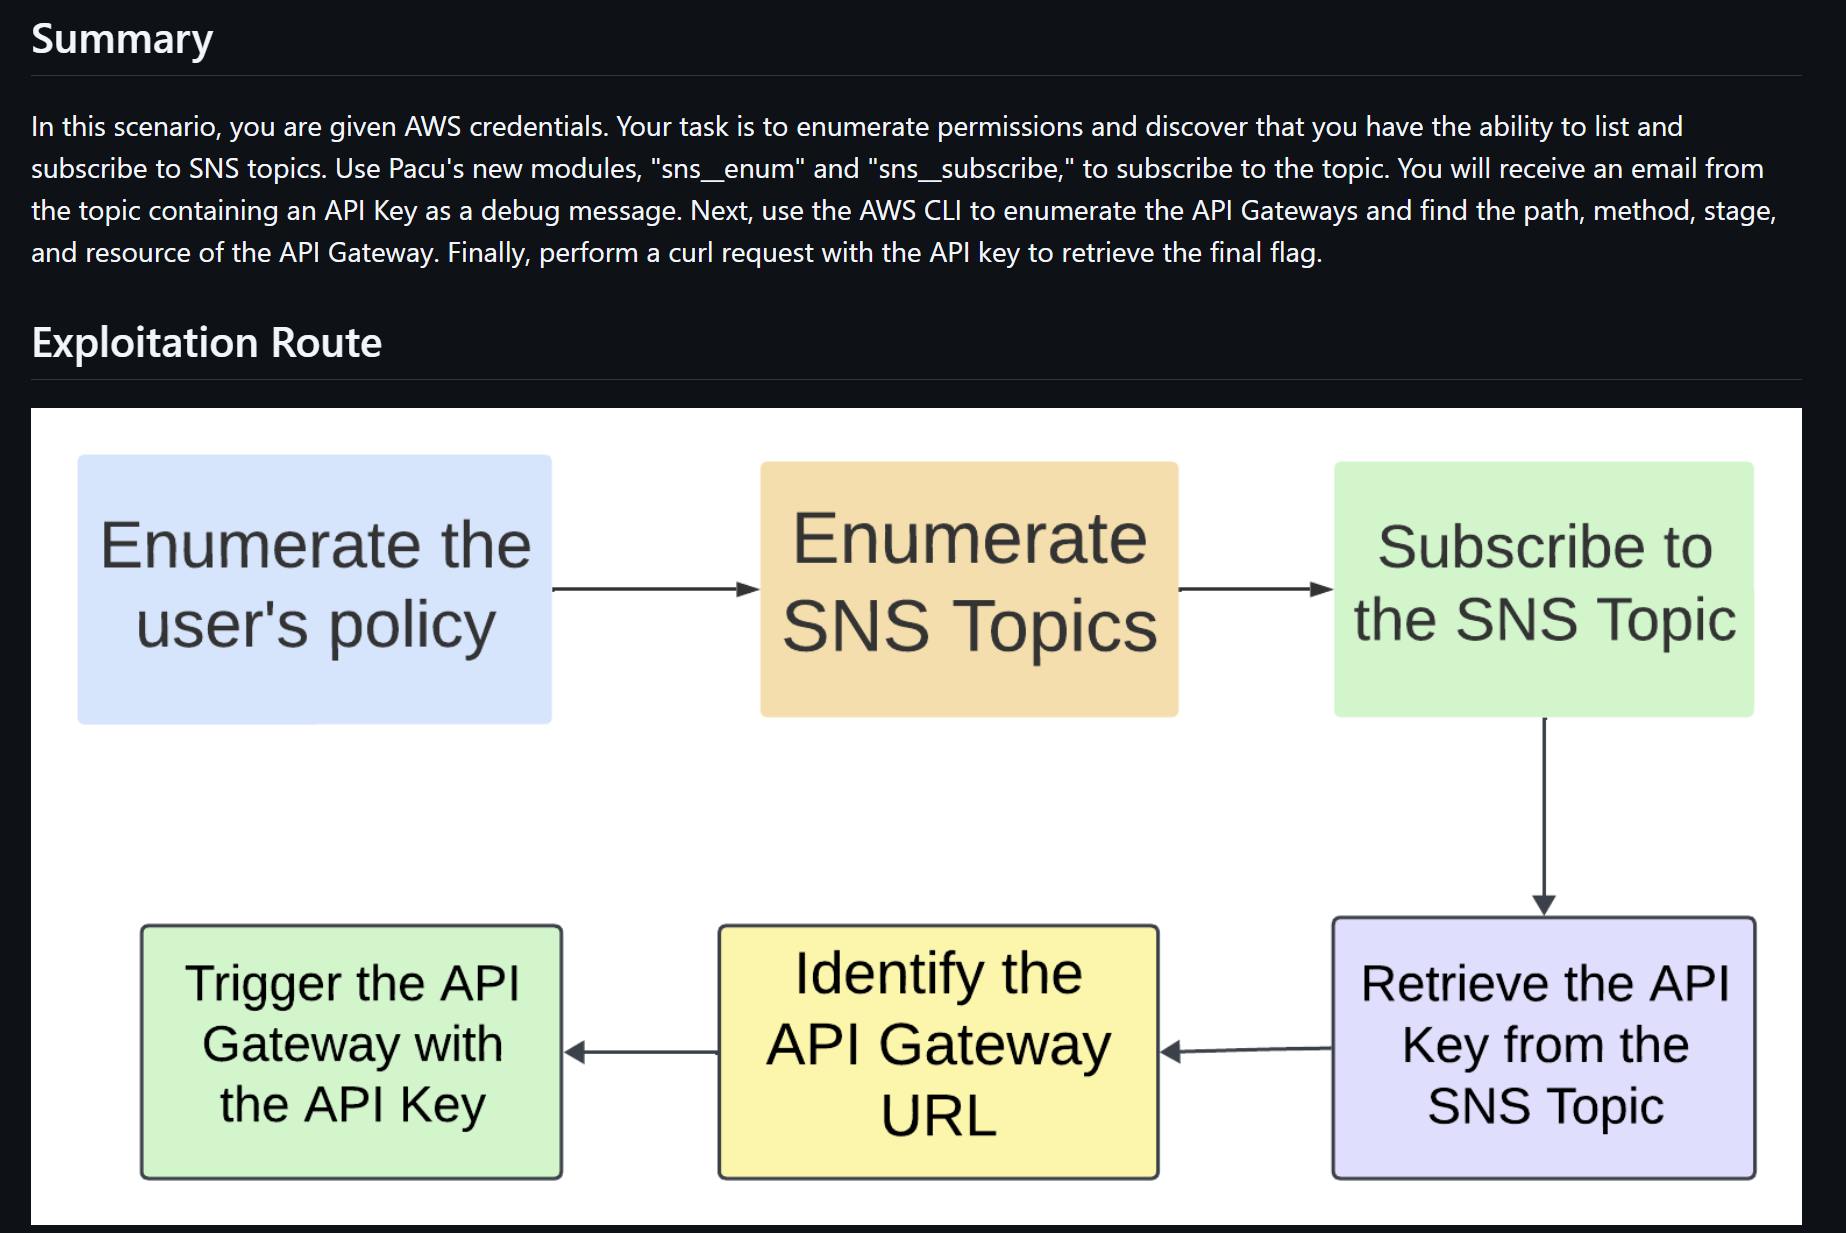 Summary
In this scenario, you are given AWS credentials. Your task is to enumerate permissions and discover that you have the ability to list and
subscribe to SNS topics. Use Pacu's new modules, "sns__enum" and "sns__subscribe," to subscribe to the topic. You will receive an email from
the topic containing an API Key as a debug message. Next, use the AWS CLI to enumerate the API Gateways and find the path, method, stage,
and resource of the API Gateway. Finally, perform a curl request with the API key to retrieve the final flag.
Exploitation Route
Enumerate the
user's policy
Enumerate
SNS Topics
Subscribe to
the SNS Topic
Retrieve the API
Key from the
SNS Topic
Identify the
API Gateway
URL
Trigger the API
Gateway with
the API Key